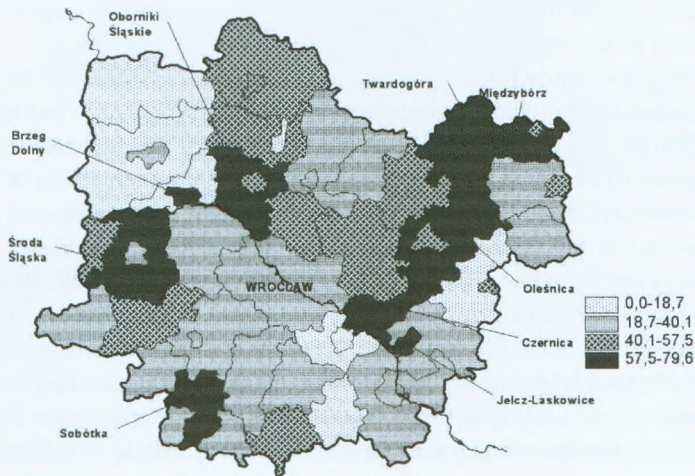 Oborniki
Śląskie
Twardogóra
Międzybórz
Brzeg
Dolny
Środa
Śląska
WROCŁAW
Oleśnica
Czernica
Jelcz-Laskowice
Sobótka
0,0-18,7
18,7-40,1
40,1-57,5
57,5-79,6